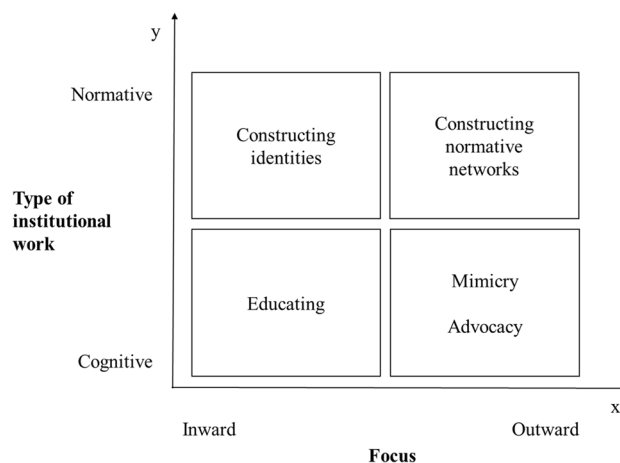 y
Normative
Constructing
identities
Constructing
normative
networks
Type of
institutional
work
Educating
Mimicry
Advocacy
Cognitive
x
Inward
Outward
Focus